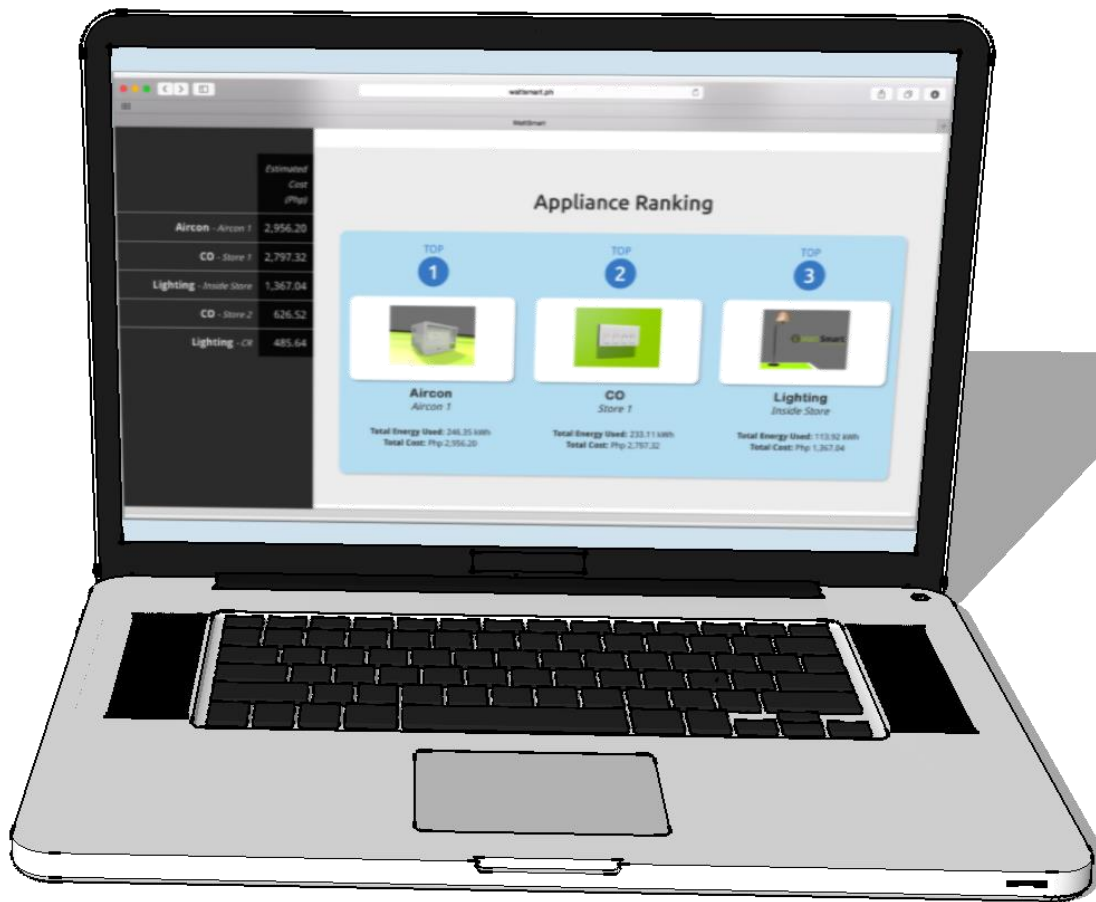 wattsmart.ph
WattSmart
Estimated
Cost
(Php)
Aircon - Aircon 1 2,956.20
CO - Store 1 2,797.32
Lighting - Inside Store 1,367.04
CO - Store 2 626.52
Lighting - CR 485.64
Appliance Ranking
TOP
1
Aircon
Aircon 1
Total Energy Used: 246.35 kWh
Total Cost: Php 2,956.20
TOP
2
CO
Store 1
Total Energy Used: 233.11 kWh
Total Cost: Php 2,797.32
TOP
3
Smart
Lighting
Inside Store
Total Energy Used: 113.92 kWh
Total Cost: Php 1,367.04